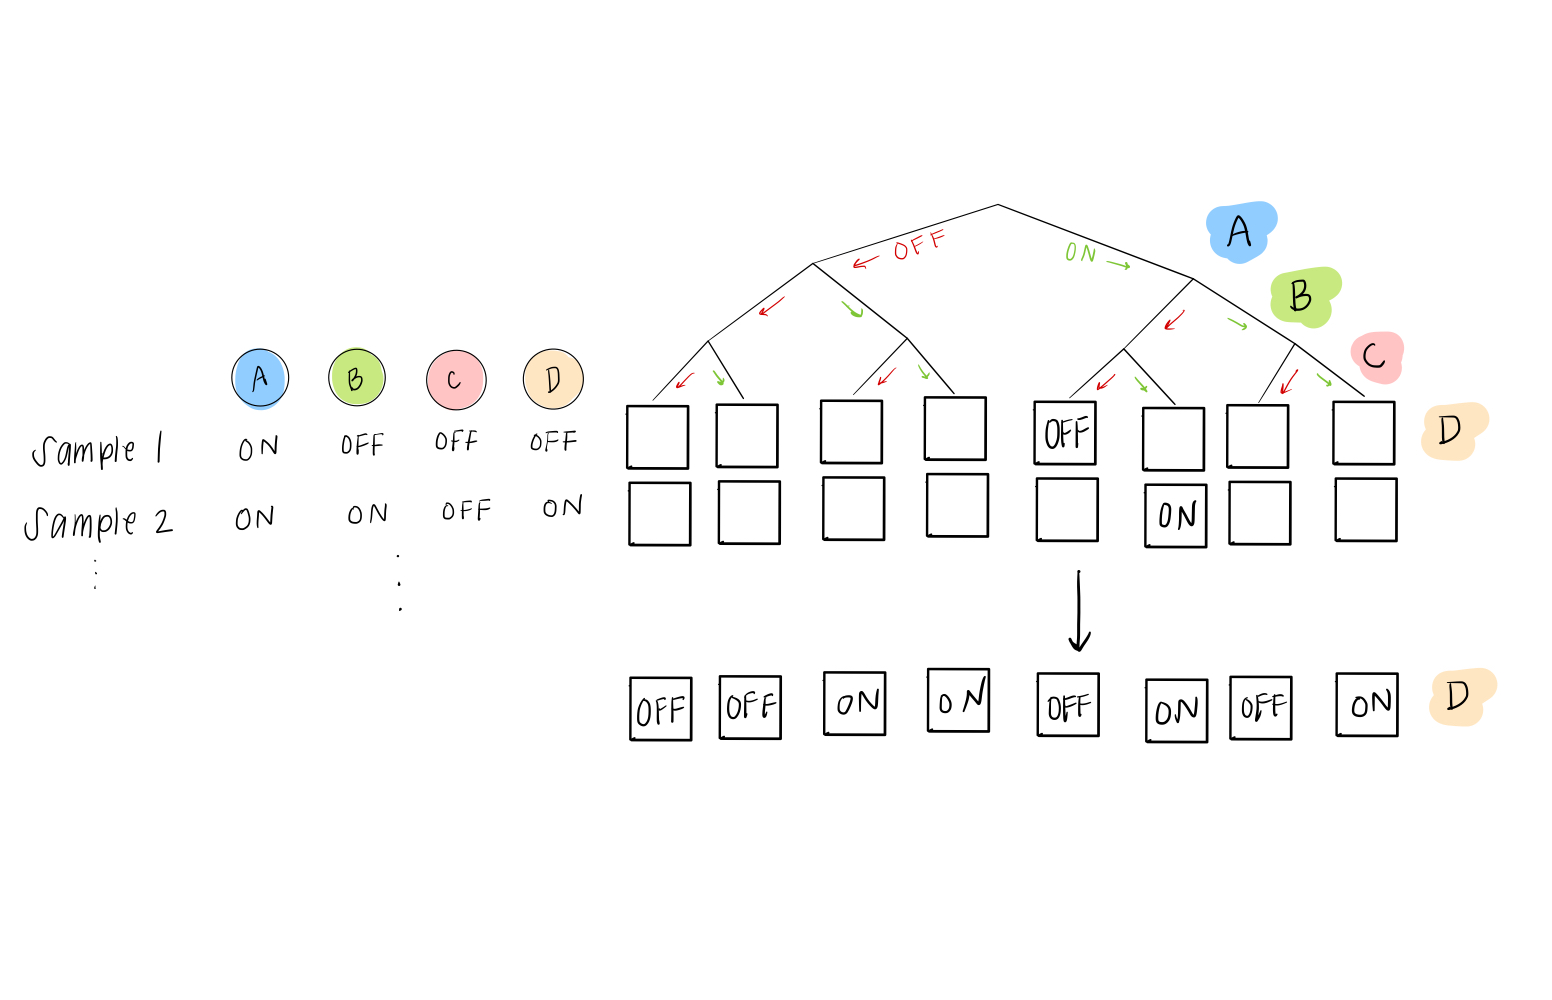 OFF
ON
A
B
C
A B C D
Sample 1 ON OFF OFF OFF
OFF D
Sample 2 ON ON OFF ON
ON
OFF OFF ON ON OFF ON OFF ON D